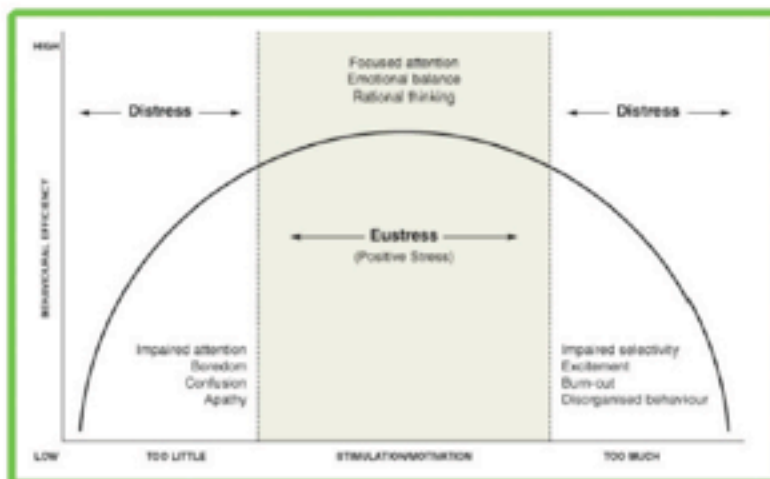 HIGH
Focused attention
Emotional balance
Rational thinking
Distress
Distress
Eustress
(Positive Stress)
BEHAVIOURAL EFFICIENCY
Impaired attention
Boredom
Confusion
Apathy
Impaired selectivity
Excitement
Burn-out
Disorganised behaviour
LOW
TOO LITTLE
STIMULATION/MOTIVATION
TOO MUCH